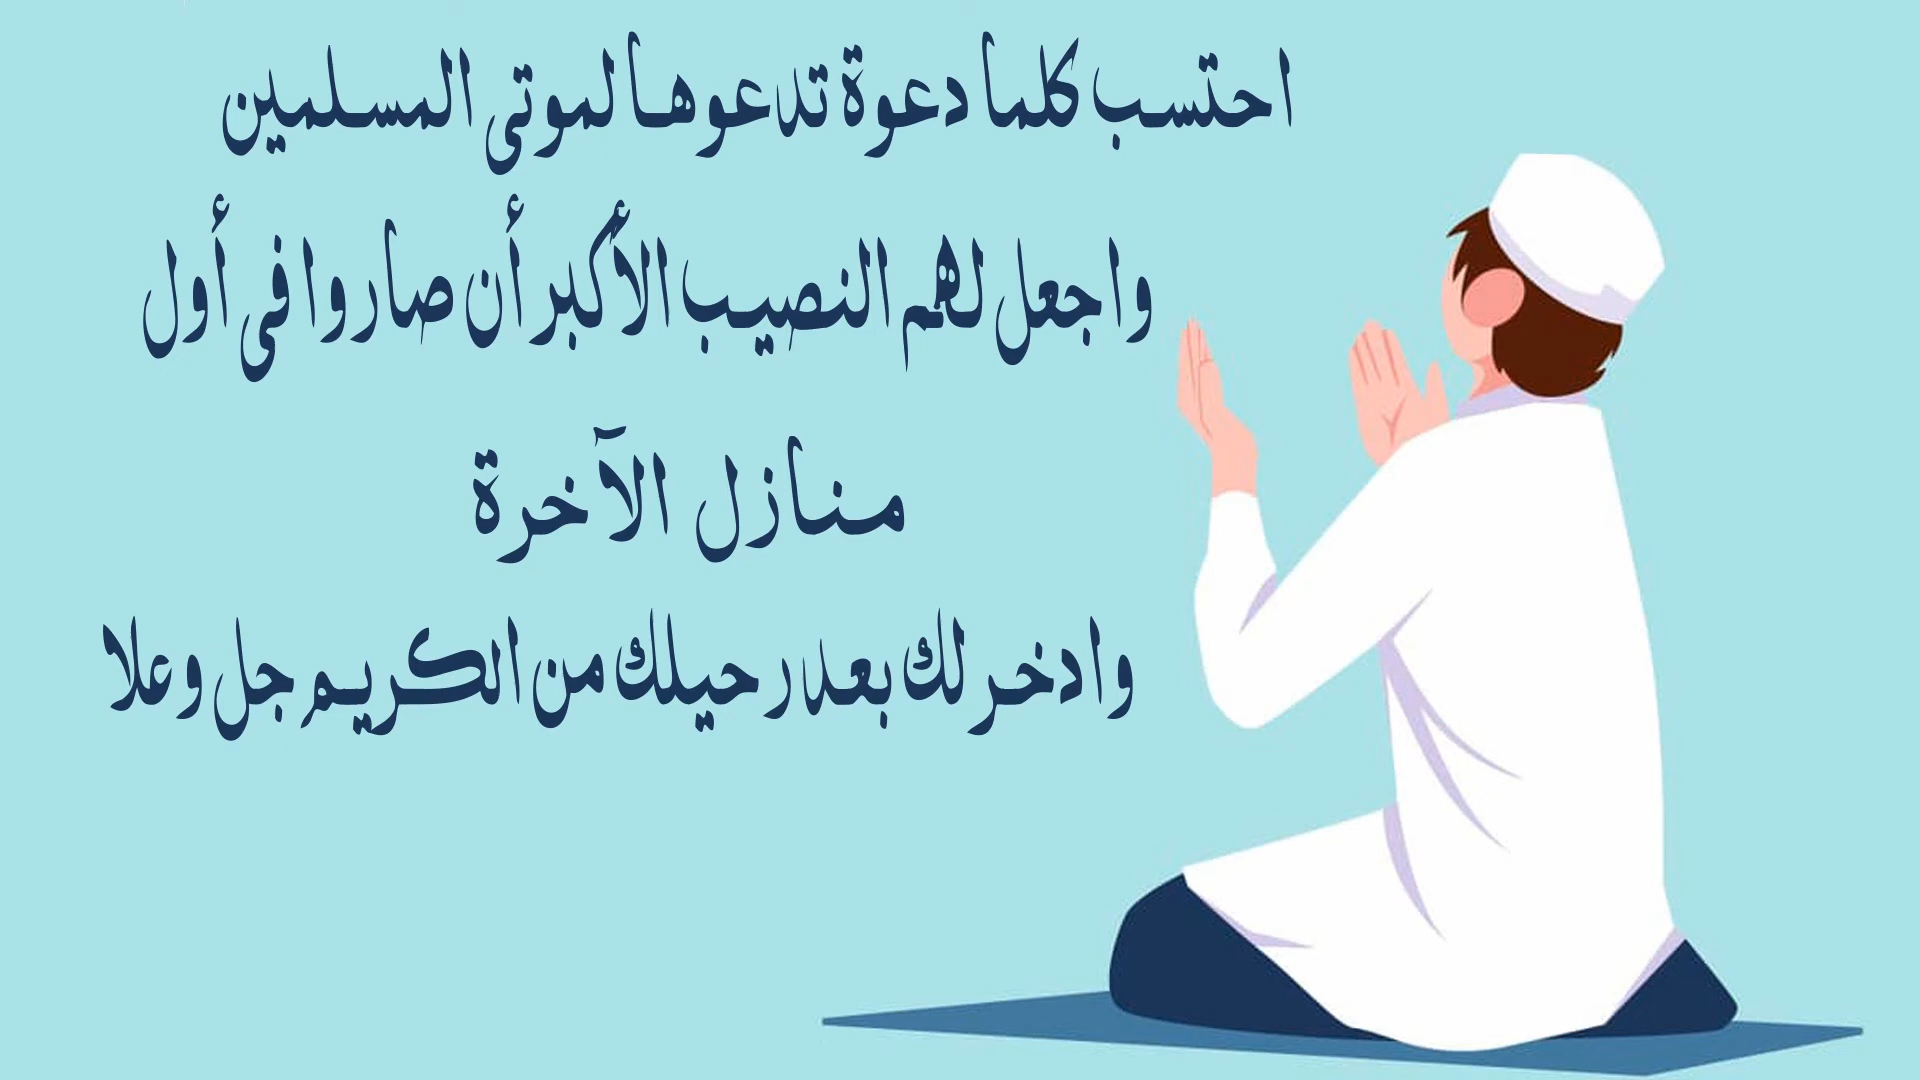 احتسب كلما دعوة تدعوها لموتى المسلمين
واجعل لهم النصيب الأكبر أن صاروا في أول
منازل الآخرة
وادخر لك بعد رحيلك من الكريم جل وعلا